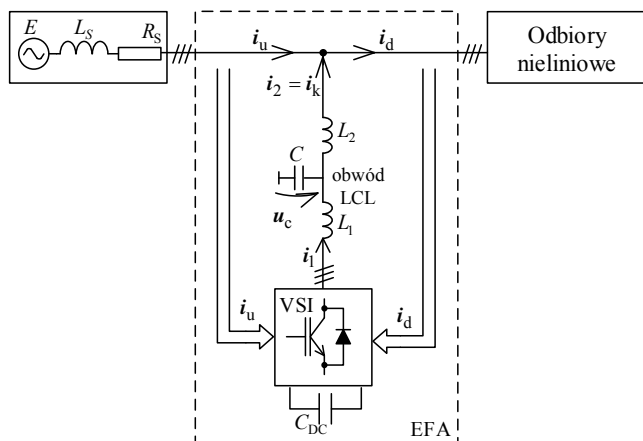 E
L_S
R_S
i_u
i_d
Odbiory
nieliniowe
i_2 = i_k
L_2
C
obwód
LCL
u_c
L_1
i_1
i_u
VSI
i_d
C_DC
EFA